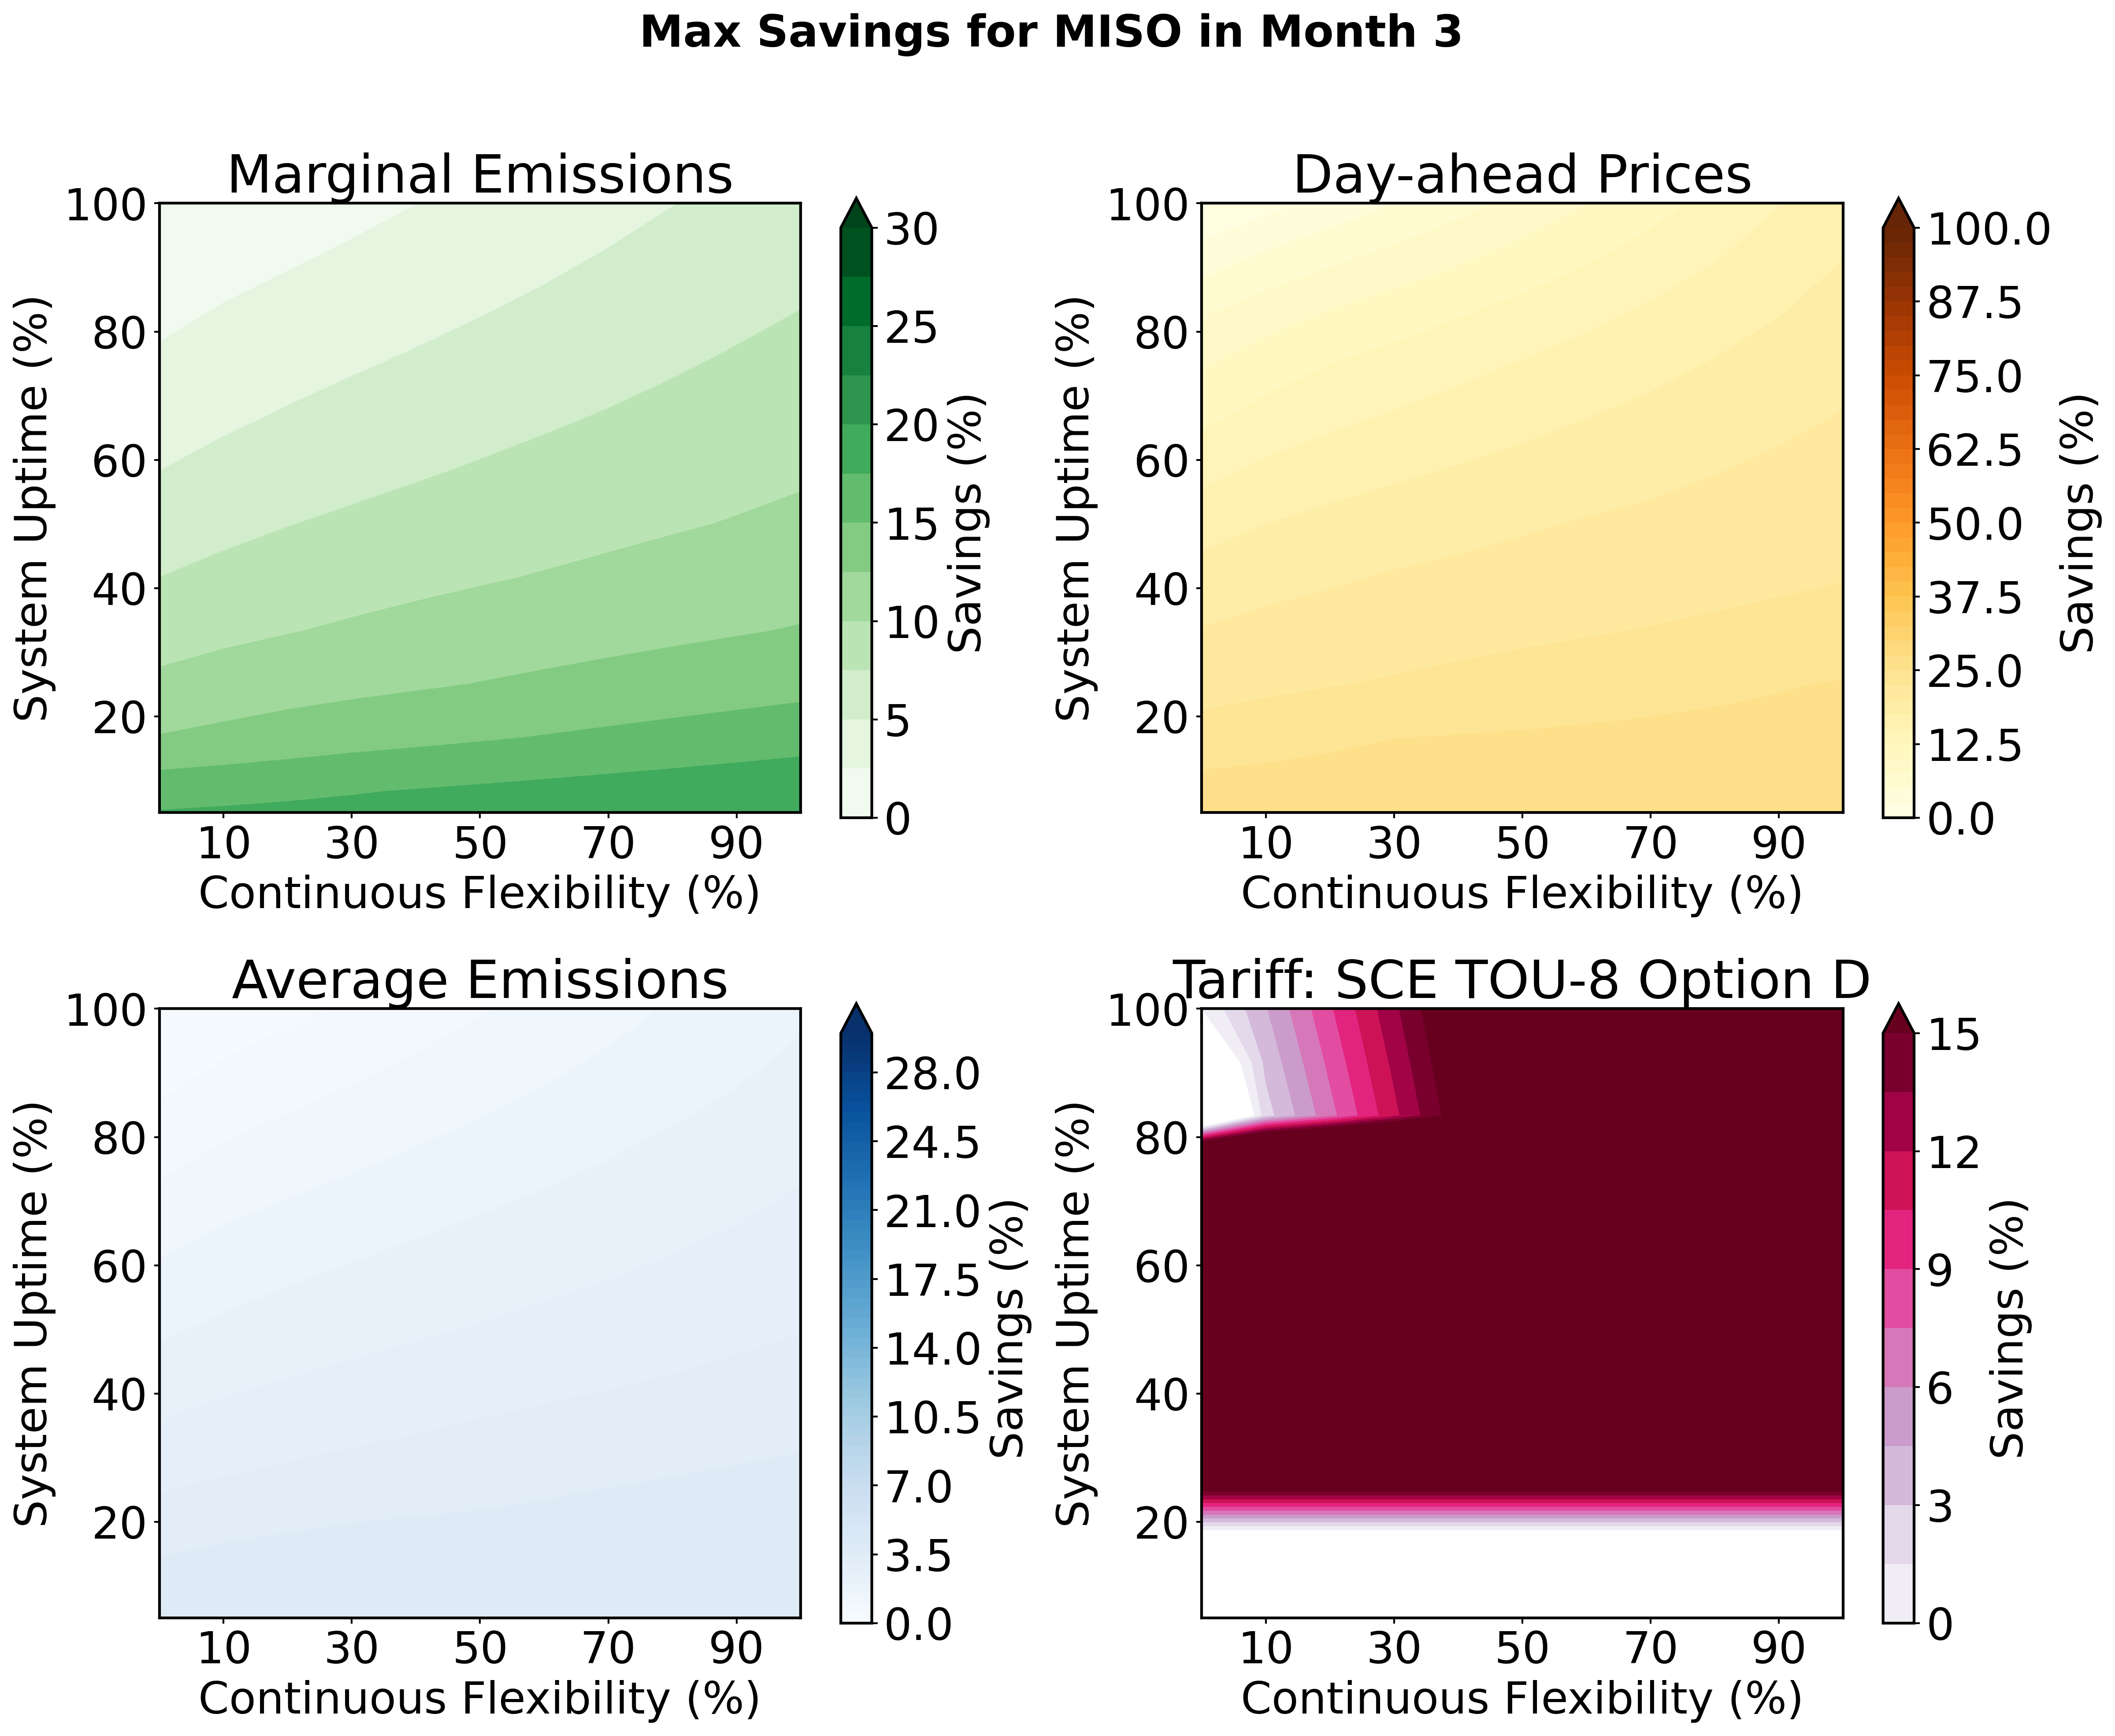 Max Savings for MISO in Month 3
Marginal Emissions
100
80
60
40
20
System Uptime (%)
10 30 50 70 90
Continuous Flexibility (%)
30
25
20
15
10
5
0
Savings (%)
Day-ahead Prices
100
80
60
40
20
System Uptime (%)
10 30 50 70 90
Continuous Flexibility (%)
100.0
87.5
75.0
62.5
50.0
37.5
25.0
12.5
0.0
Savings (%)
Average Emissions
100
80
60
40
20
System Uptime (%)
10 30 50 70 90
Continuous Flexibility (%)
28.0
24.5
21.0
17.5
14.0
10.5
7.0
3.5
0.0
Savings (%)
Tariff: SCE TOU-8 Option D
100
80
60
40
20
System Uptime (%)
10 30 50 70 90
Continuous Flexibility (%)
15
12
9
6
3
0
Savings (%)